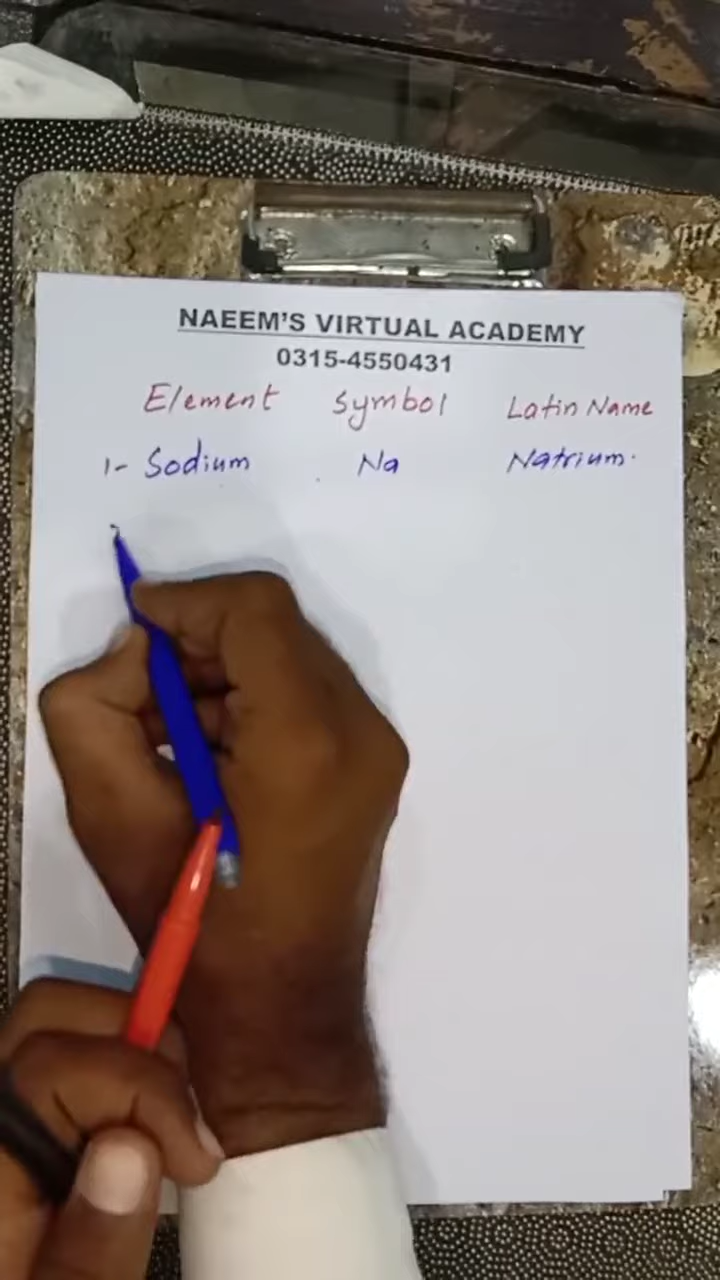 NAEEM'S VIRTUAL ACADEMY
0315-4550431
Element Symbol Latin Name
1- Sodium Na Natrium.